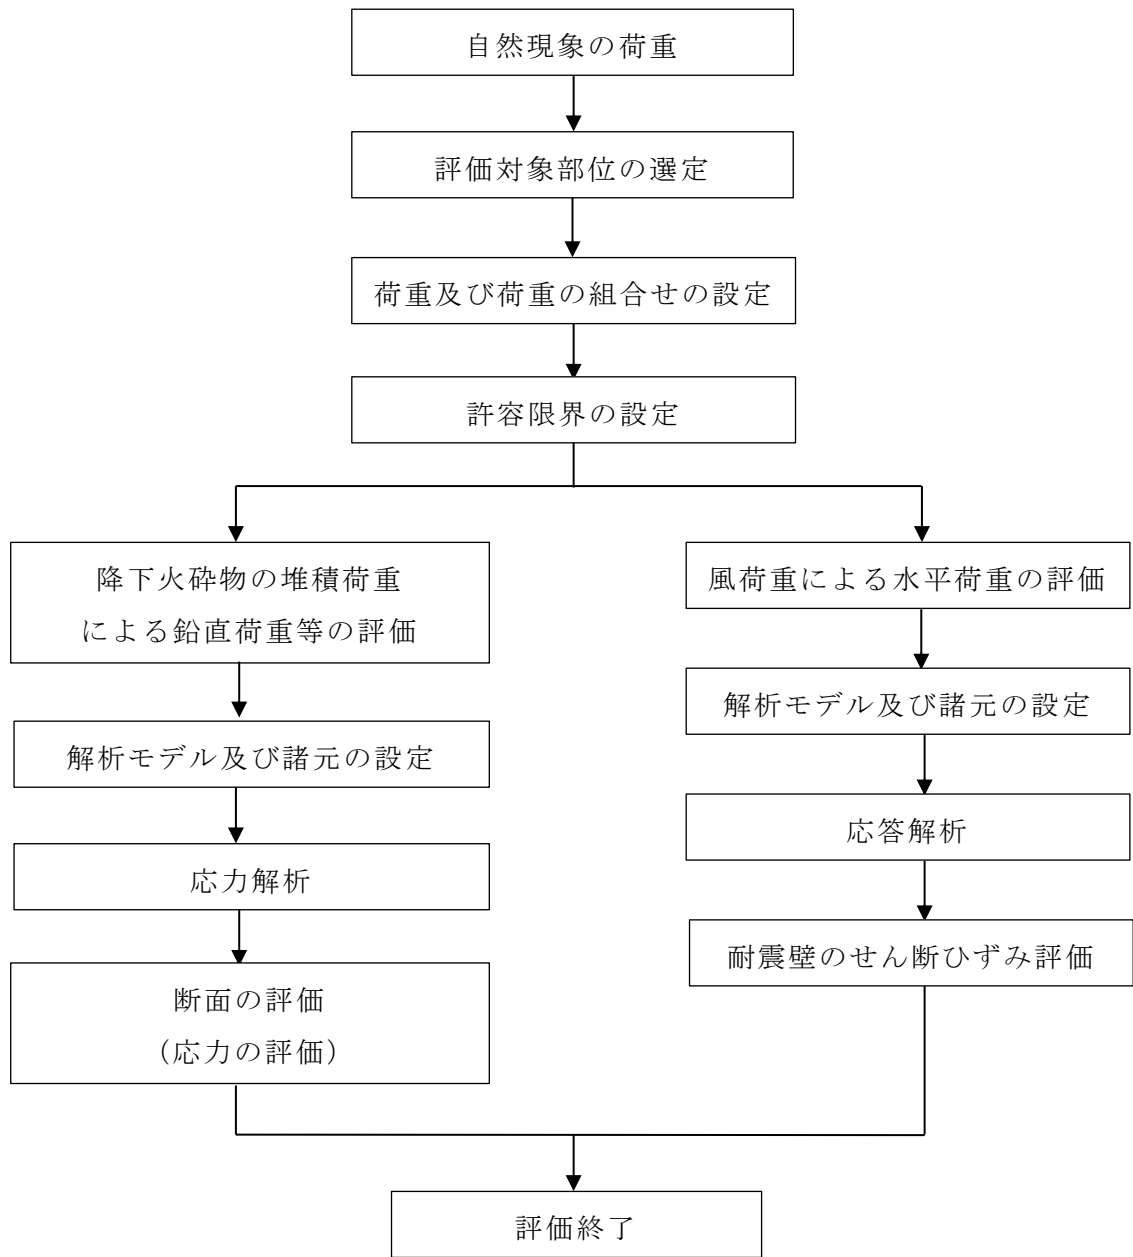 自然現象の荷重
評価対象部位の選定
荷重及び荷重の組合せの設定
許容限界の設定
降下火砕物の堆積荷重
による鉛直荷重等の評価
解析モデル及び諸元の設定
応力解析
断面の評価
（応力の評価）
風荷重による水平荷重の評価
解析モデル及び諸元の設定
応答解析
耐震壁のせん断ひずみ評価
評価終了